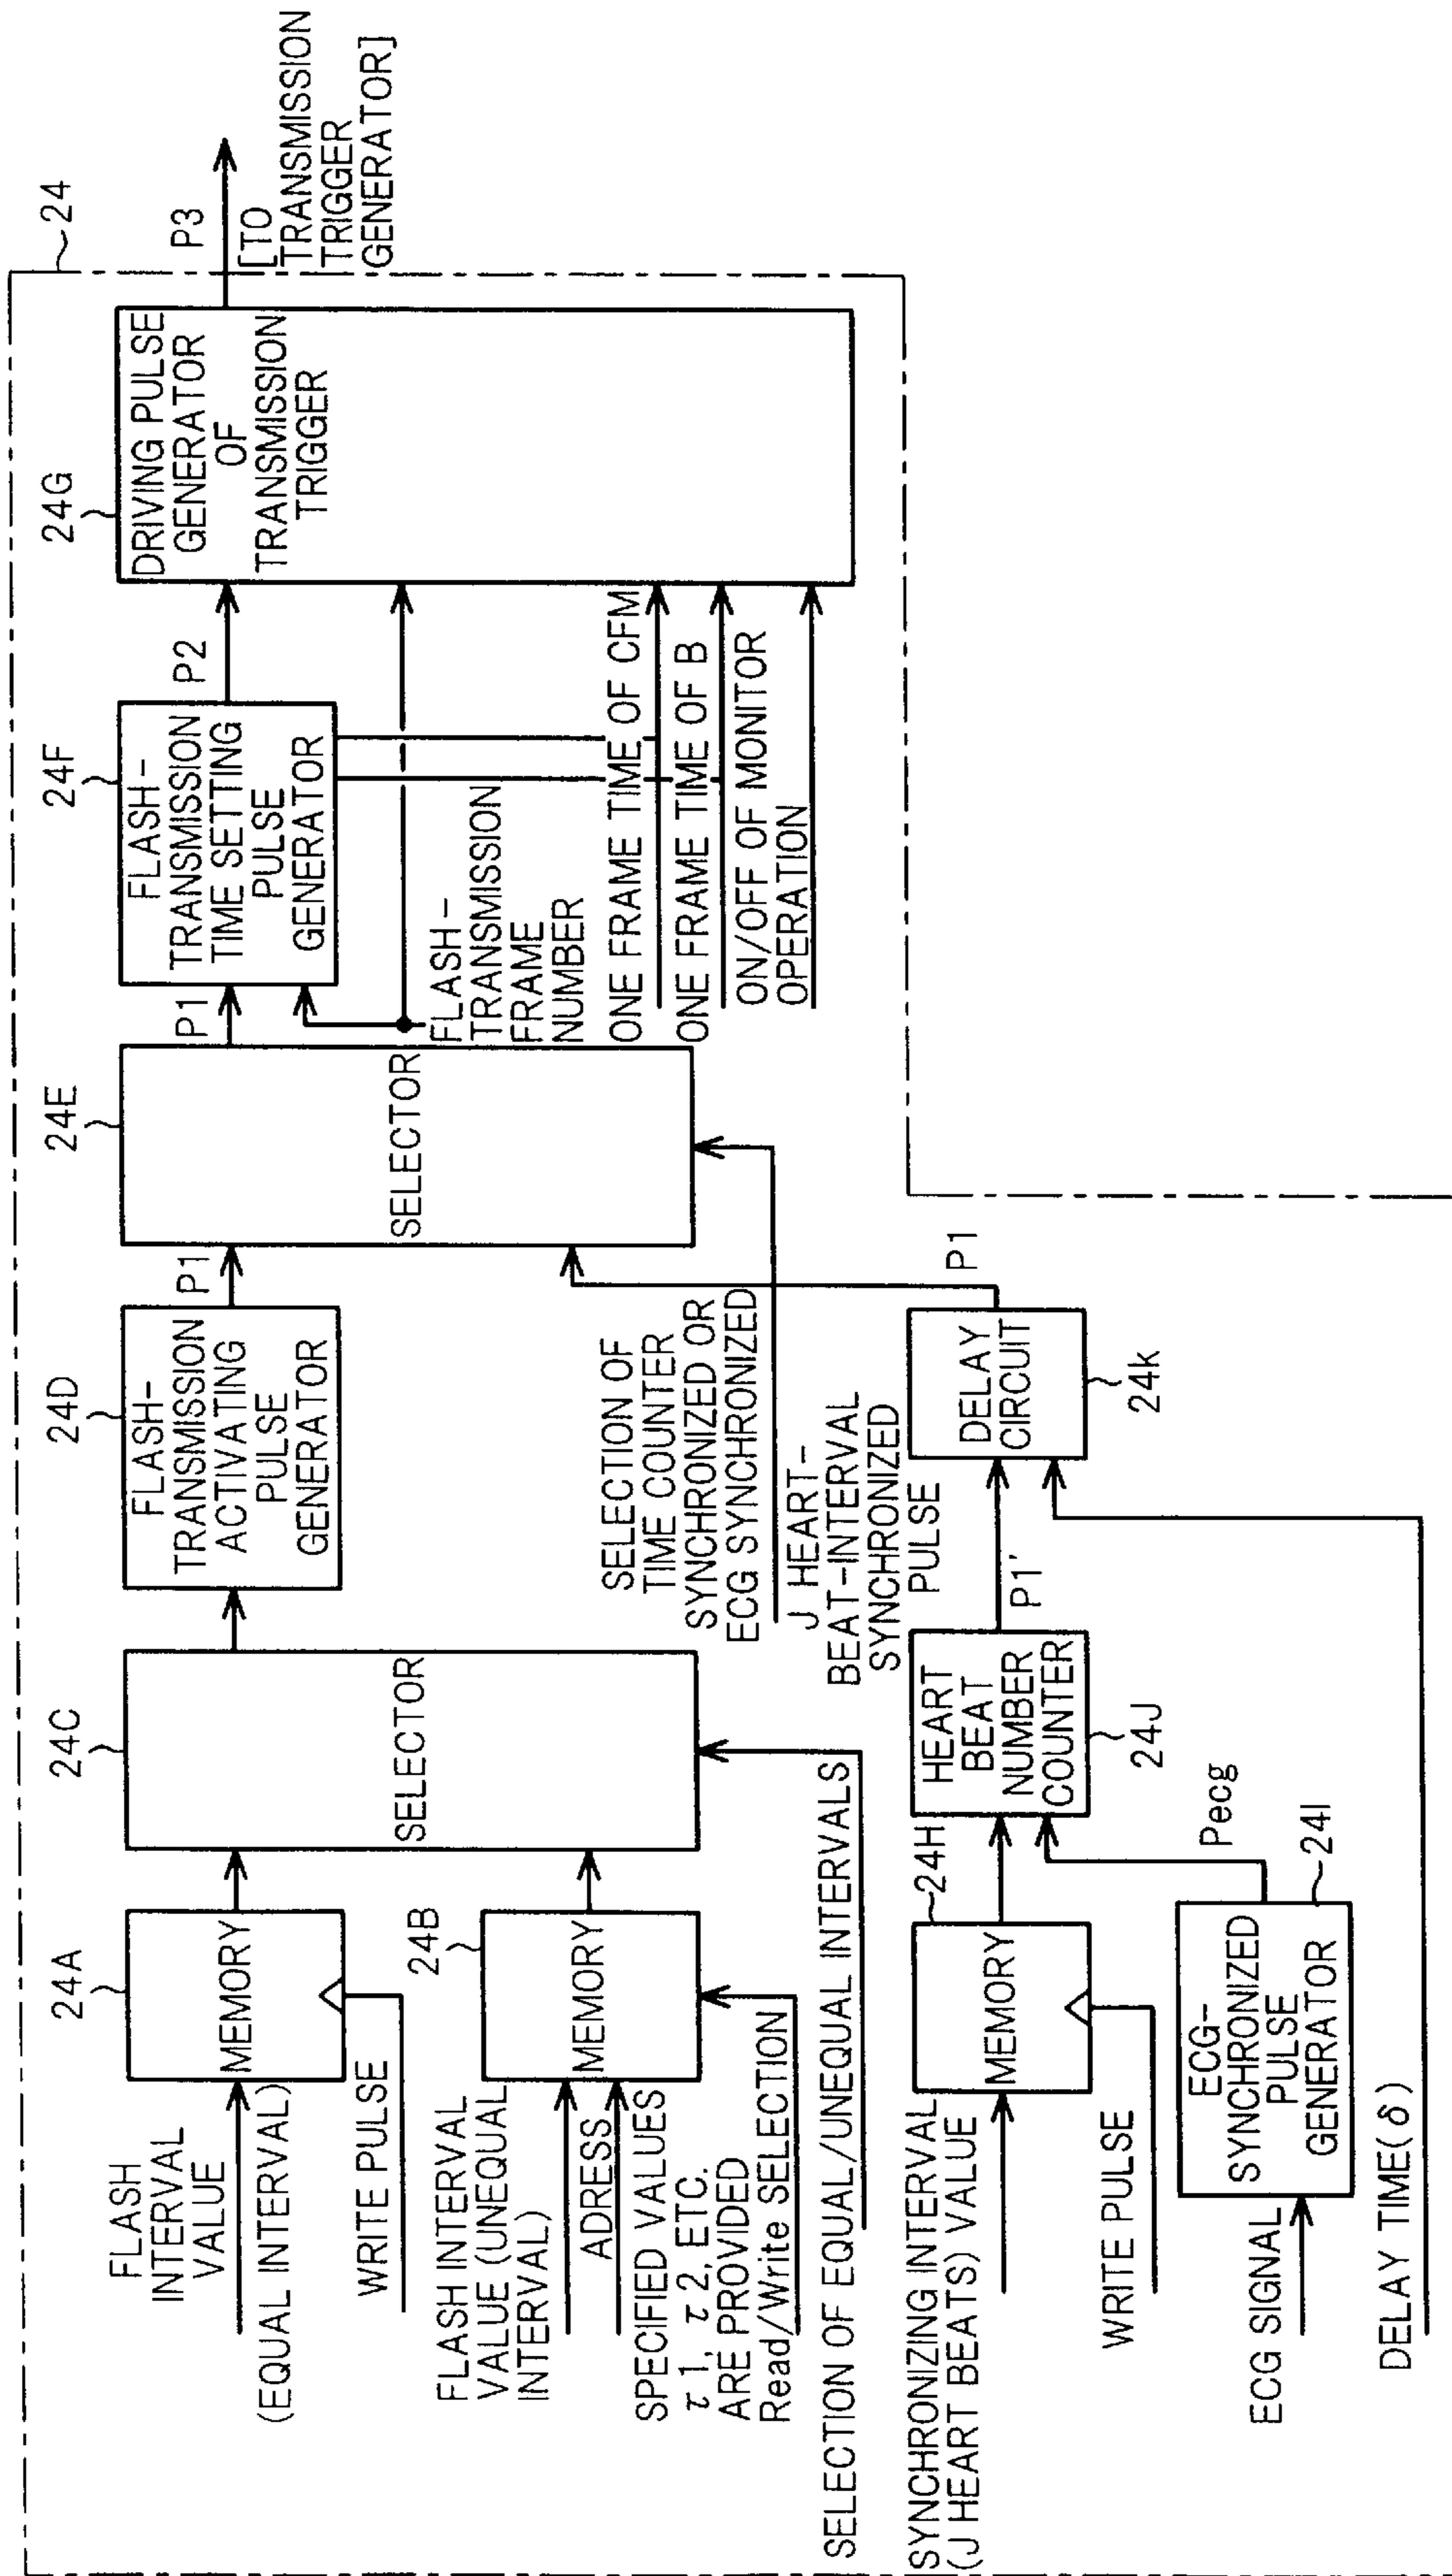 24
24A
FLASH
INTERVAL
VALUE
(EQUAL INTERVAL)
MEMORY
WRITE PULSE
24B
FLASH INTERVAL
VALUE (UNEQUAL
INTERVAL)
ADRESS
MEMORY
SPECIFIED VALUES
τ1, τ2, ETC.
ARE PROVIDED
Read/Write SELECTION
24C
SELECTOR
SELECTION OF EQUAL/UNEQUAL INTERVALS
24D
FLASH-
TRANSMISSION
ACTIVATING
PULSE
GENERATOR
P1
24E
SELECTOR
SELECTION OF
TIME COUNTER
SYNCHRONIZED OR
ECG SYNCHRONIZED
P1
24F
FLASH-
TRANSMISSION
TIME SETTING
PULSE
GENERATOR
P2
FLASH-
TRANSMISSION
FRAME
NUMBER
ONE FRAME TIME OF CFM
ONE FRAME TIME OF B
ON/OFF OF MONITOR
OPERATION
24G
DRIVING PULSE
GENERATOR
OF
TRANSMISSION
TRIGGER
P3
[TO
TRANSMISSION
TRIGGER
GENERATOR]
SYNCHRONIZING INTERVAL
(J HEART BEATS) VALUE
24H
MEMORY
WRITE PULSE
ECG SIGNAL
ECG-
SYNCHRONIZED
PULSE
GENERATOR
24I
Pecg
HEART
BEAT
NUMBER
COUNTER
24J
J HEART-
BEAT-INTERVAL
SYNCHRONIZED
PULSE
P1'
DELAY
CIRCUIT
24k
P1
DELAY TIME(δ)